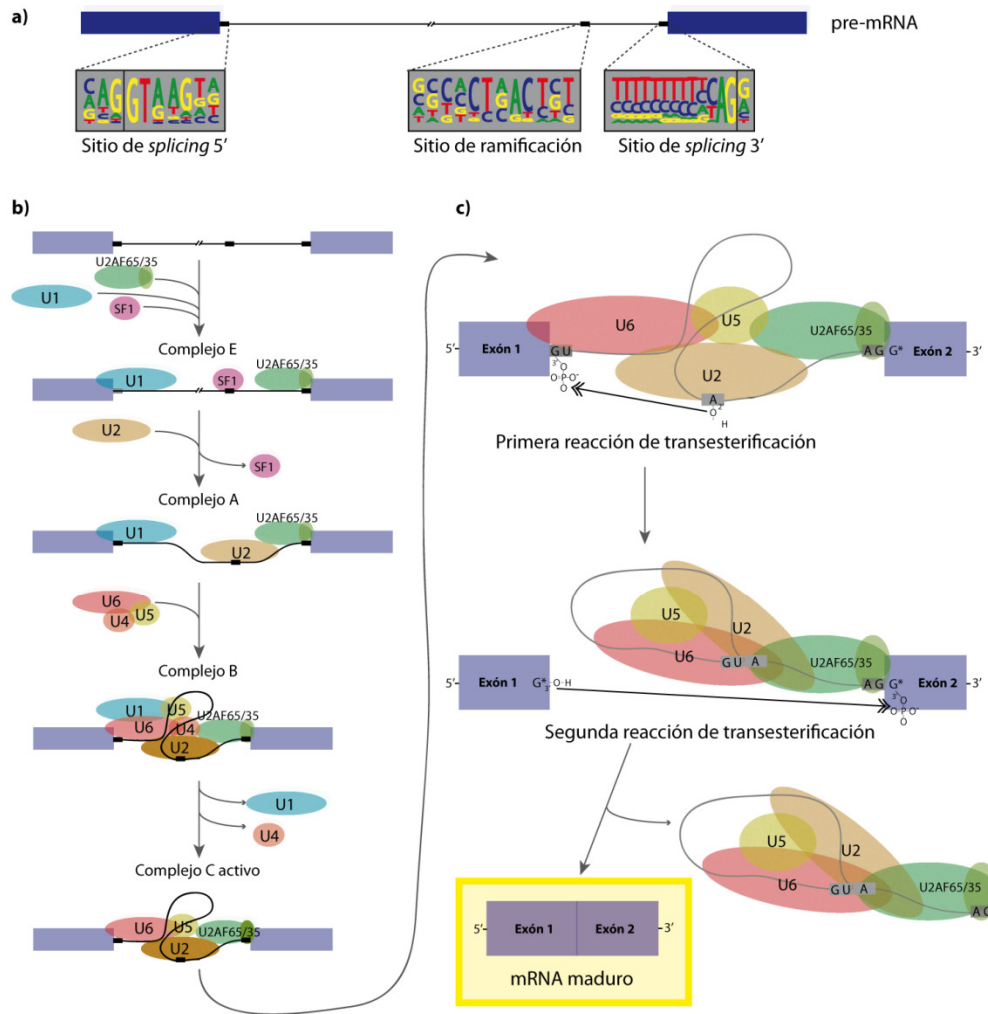 a)
pre-mRNA
Sitio de splicing 5′
Sitio de ramificación
Sitio de splicing 3′
b)
U2AF65/35
U1
SF1
Complejo E
U1
SF1
U2AF65/35
U2
SF1
Complejo A
U1
U2
U2AF65/35
U6
U4
U5
Complejo B
U1
U5
U6
U4
U2AF65/35
U2
U1
U4
Complejo C activo
U6
U5
U2AF65/35
U2
c)
U6
U5
U2AF65/35
5′-
Exón 1
G U
A G
G*
Exón 2
-3′
3′
O
O-P-O⁻
O
U2
A
O
2′
H
Primera reacción de transesterificación
U5
U2
U6
G U A
U2AF65/35
5′-
Exón 1
G*
3′
O-H
A G
G*
Exón 2
-3′
3′
O
O-P-O⁻
O
Segunda reacción de transesterificación
U5
U2
U6
G U A
U2AF65/35
A G
5′-
Exón 1
Exón 2
-3′
mRNA maduro